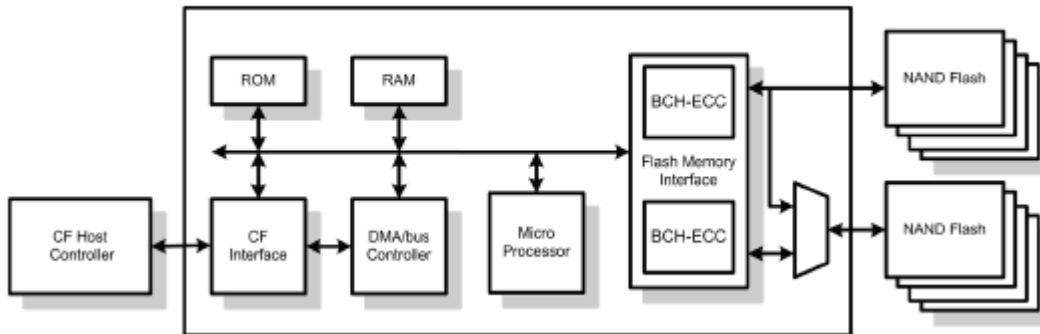 ROM
RAM
BCH-ECC
NAND Flash
Flash Memory
Interface
CF Host
Controller
CF
Interface
DMA/bus
Controller
Micro
Processor
BCH-ECC
NAND Flash